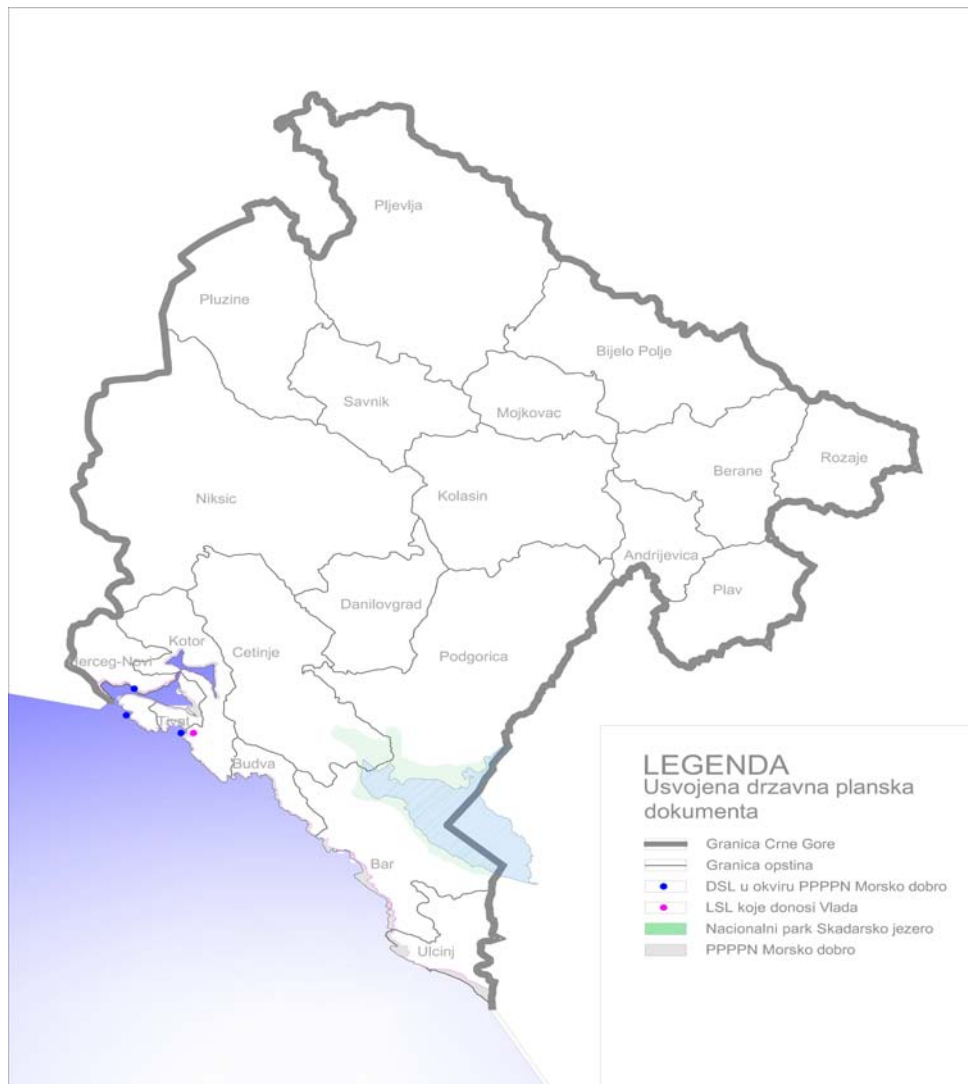 Pljevlja
Pluzine
Bijelo Polje
Savnik
Mojkovac
Rozaje
Berane
Niksic
Kolasin
Andrijevica
Plav
Danilovgrad
Kotor
Cetinje
Podgorica
Herceg-Novi
Tivat
Budva
Bar
Ulcinj
LEGENDA
Usvojena drzavna planska
dokumenta
Granica Crne Gore
Granica opstina
DSL u okviru PPPPN Morsko dobro
LSL koje donosi Vlada
Nacionalni park Skadarsko jezero
PPPPN Morsko dobro